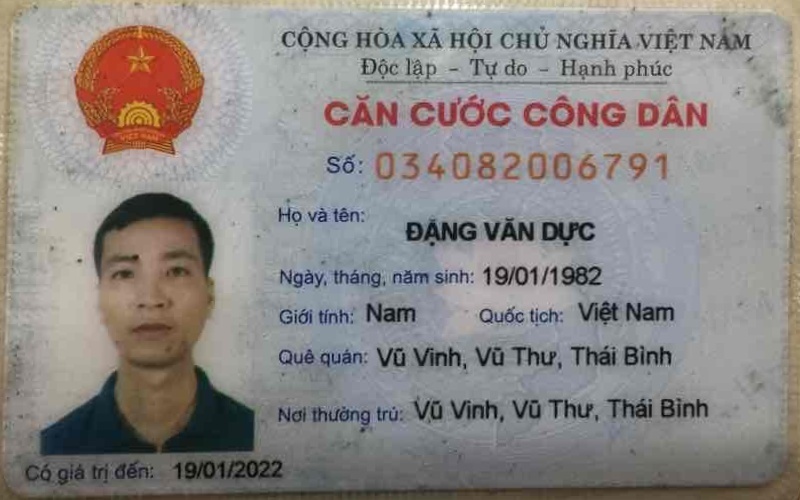 CỘNG HÒA XÃ HỘI CHỦ NGHĨA VIỆT NAM
Độc lập - Tự do - Hạnh phúc
CĂN CƯỚC CÔNG DÂN
Số: 034082006791
Họ và tên:
ĐẶNG VĂN DỰC
Ngày, tháng, năm sinh: 19/01/1982
Giới tính: Nam Quốc tịch: Việt Nam
Quê quán: Vũ Vinh, Vũ Thư, Thái Bình
Nơi thường trú: Vũ Vinh, Vũ Thư, Thái Bình
Có giá trị đến: 19/01/2022
VIỆT NAM